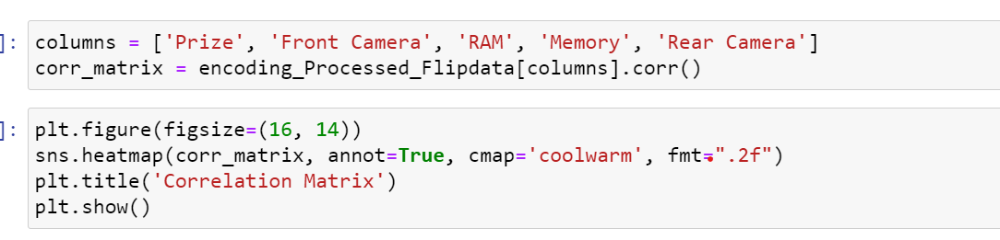 ]: columns = ['Prize', 'Front Camera', 'RAM', 'Memory', 'Rear Camera']
corr_matrix = encoding_Processed_Flipdata[columns].corr()
]: plt.figure(figsize=(16, 14))
sns.heatmap(corr_matrix, annot=True, cmap='coolwarm', fmt=".2f")
plt.title('Correlation Matrix')
plt.show()